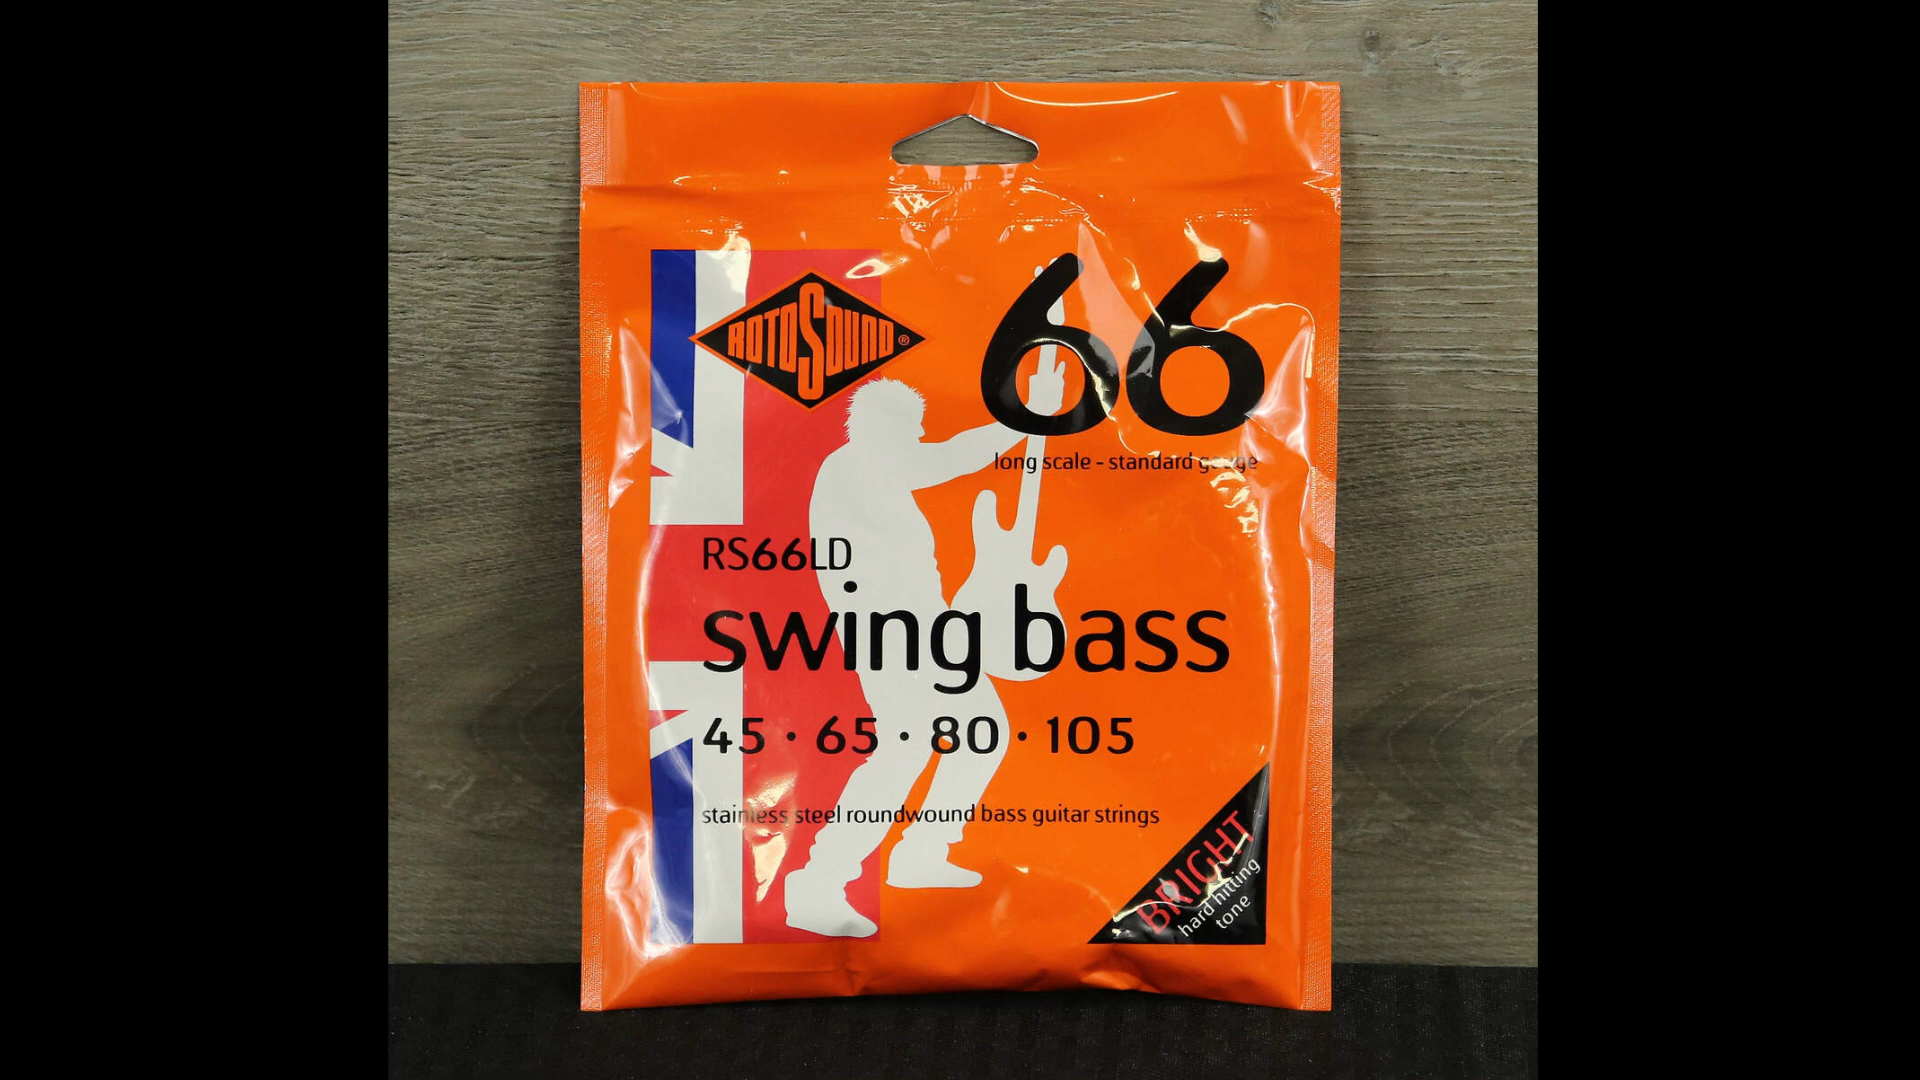 ROTOSOUND®
66
long scale - standard gauge
RS66LD
swing bass
45 • 65 • 80 • 105
stainless steel roundwound bass guitar strings
BRIGHT
hard hitting
tone